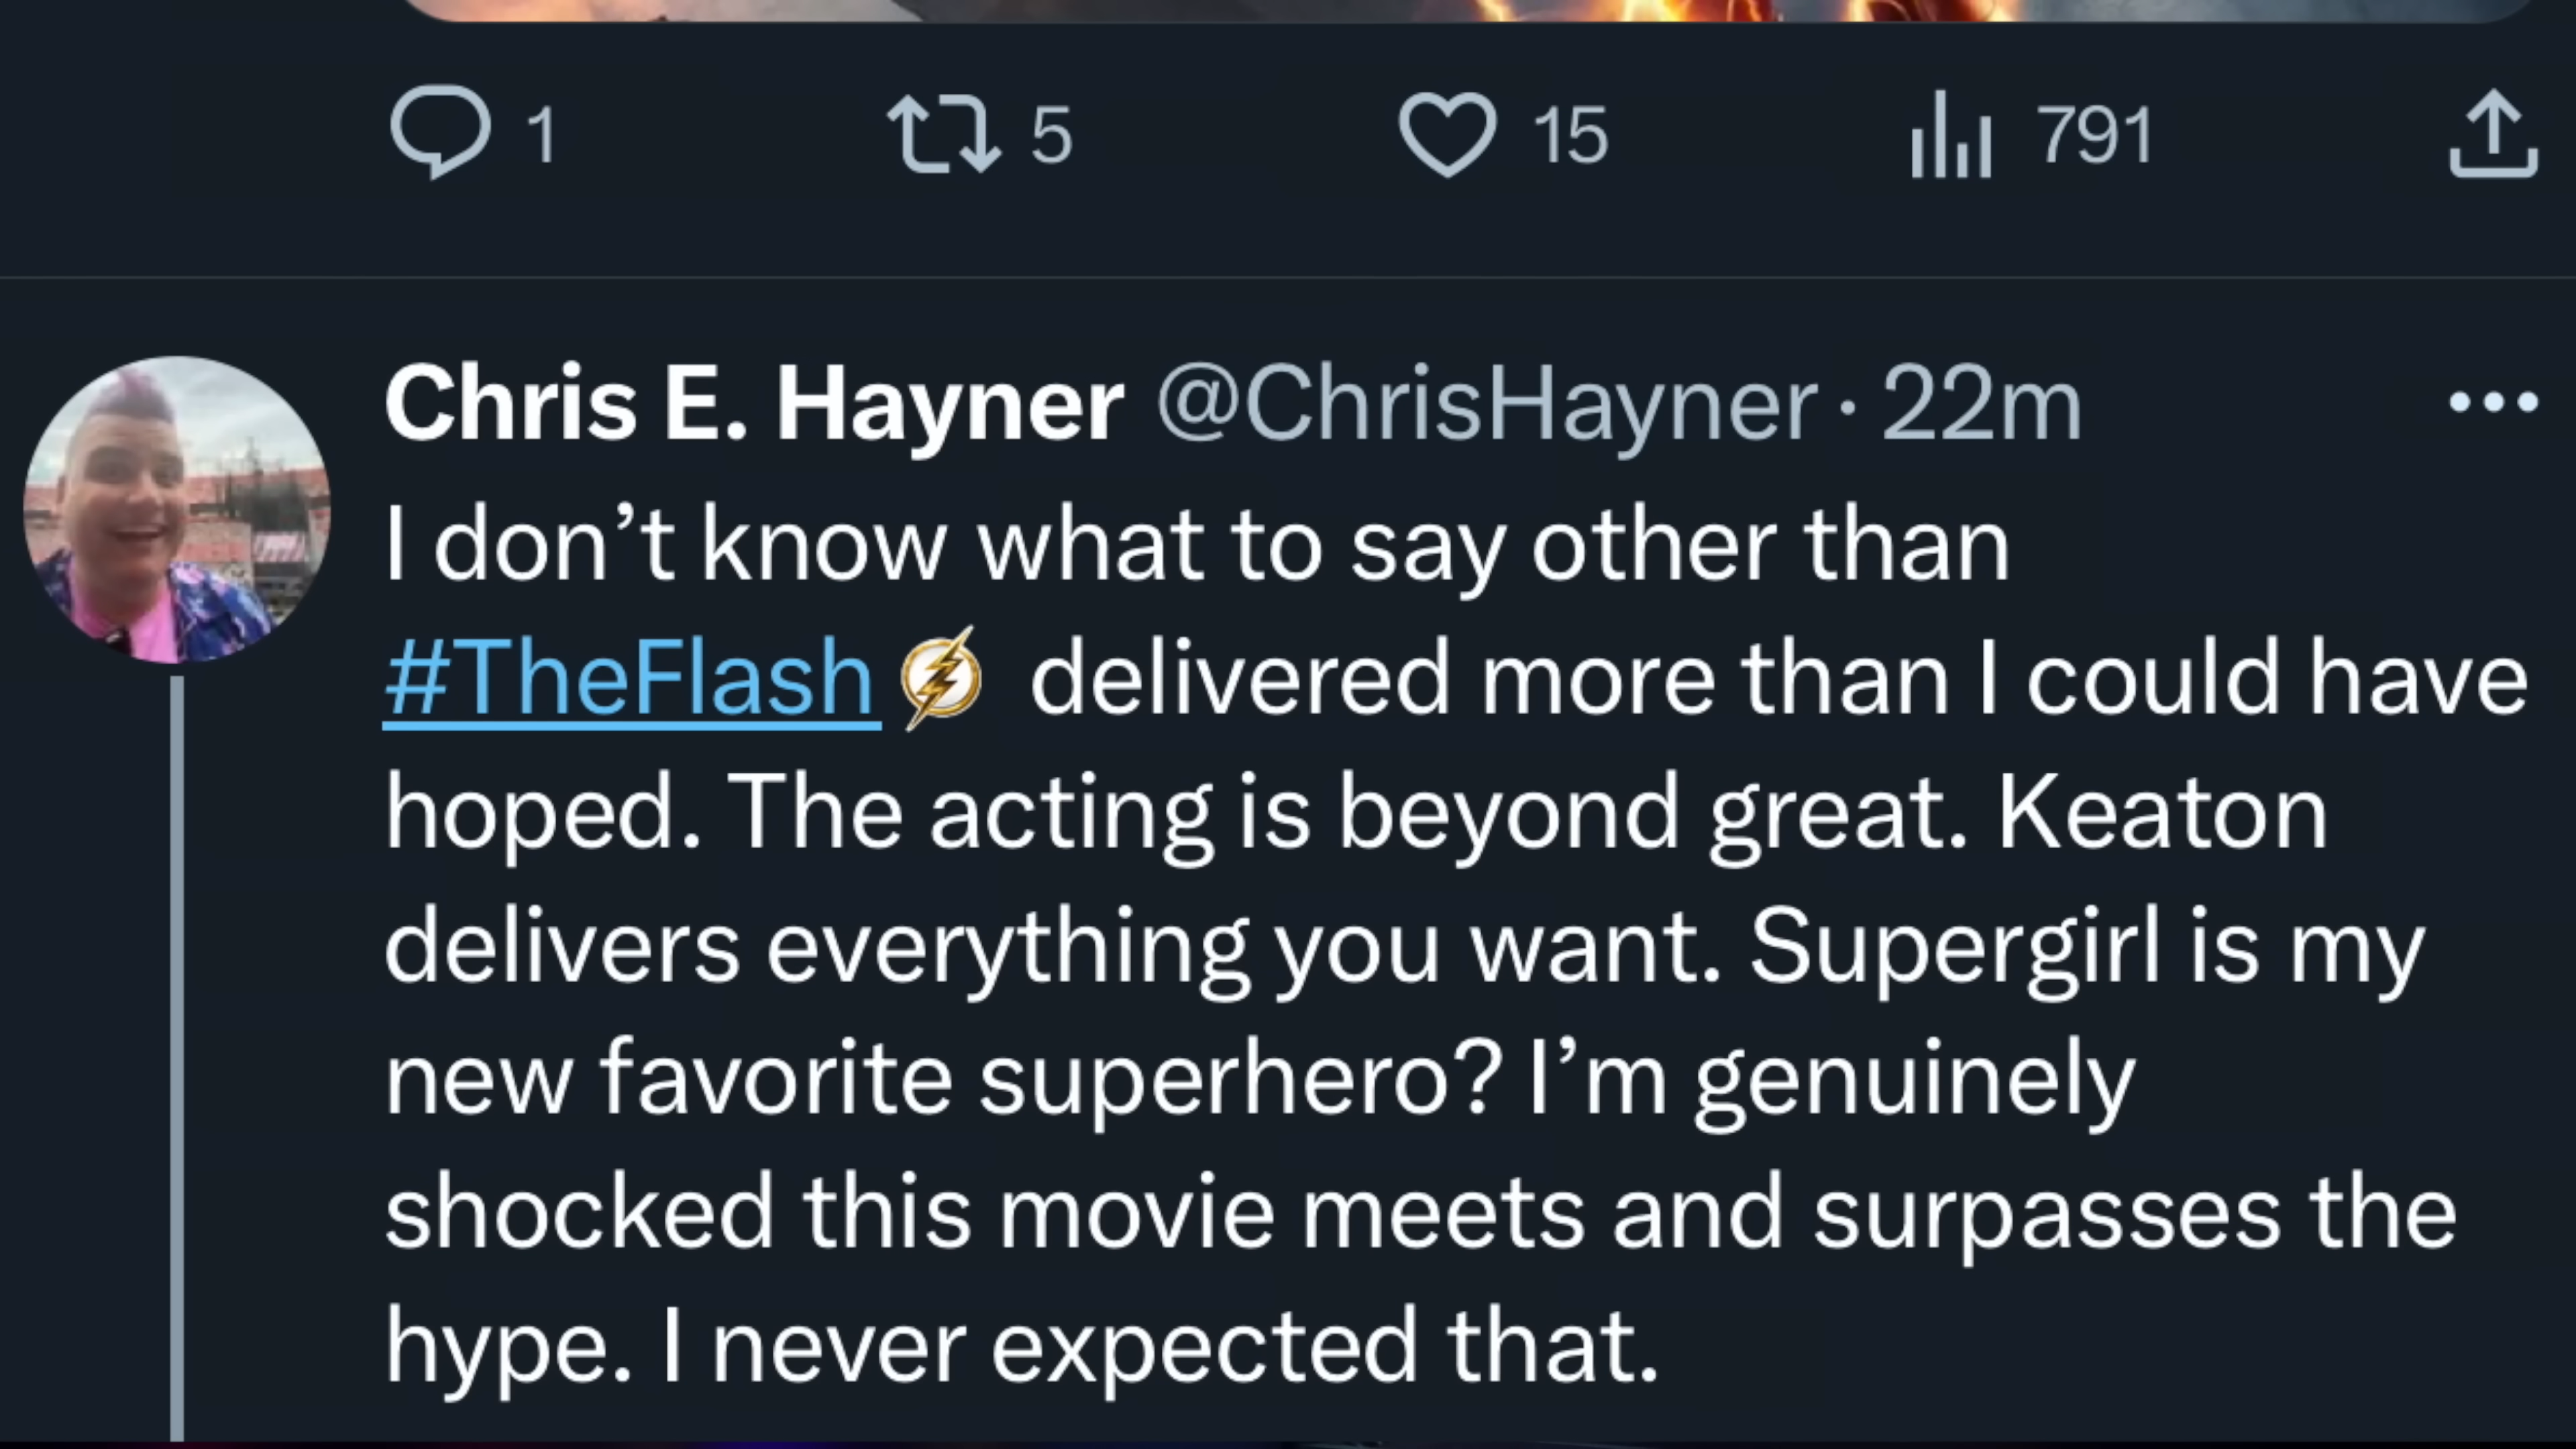 1 5 15 791
Chris E. Hayner @ChrisHayner · 22m
I don’t know what to say other than
#TheFlash delivered more than I could have
hoped. The acting is beyond great. Keaton
delivers everything you want. Supergirl is my
new favorite superhero? I’m genuinely
shocked this movie meets and surpasses the
hype. I never expected that.